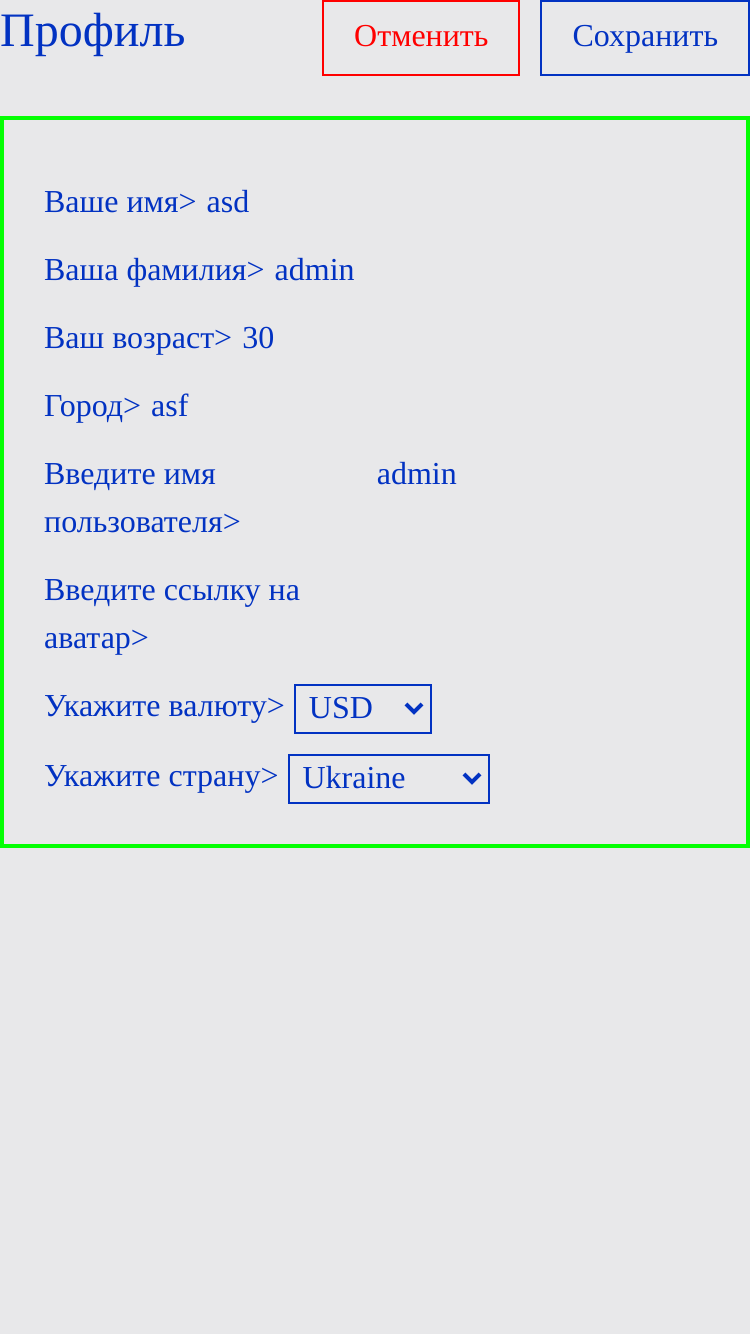 Профиль Отменить Сохранить
Ваше имя> asd
Ваша фамилия> admin
Ваш возраст> 30
Город> asf
Введите имя admin
пользователя>
Введите ссылку на
аватар>
Укажите валюту> USD
Укажите страну> Ukraine